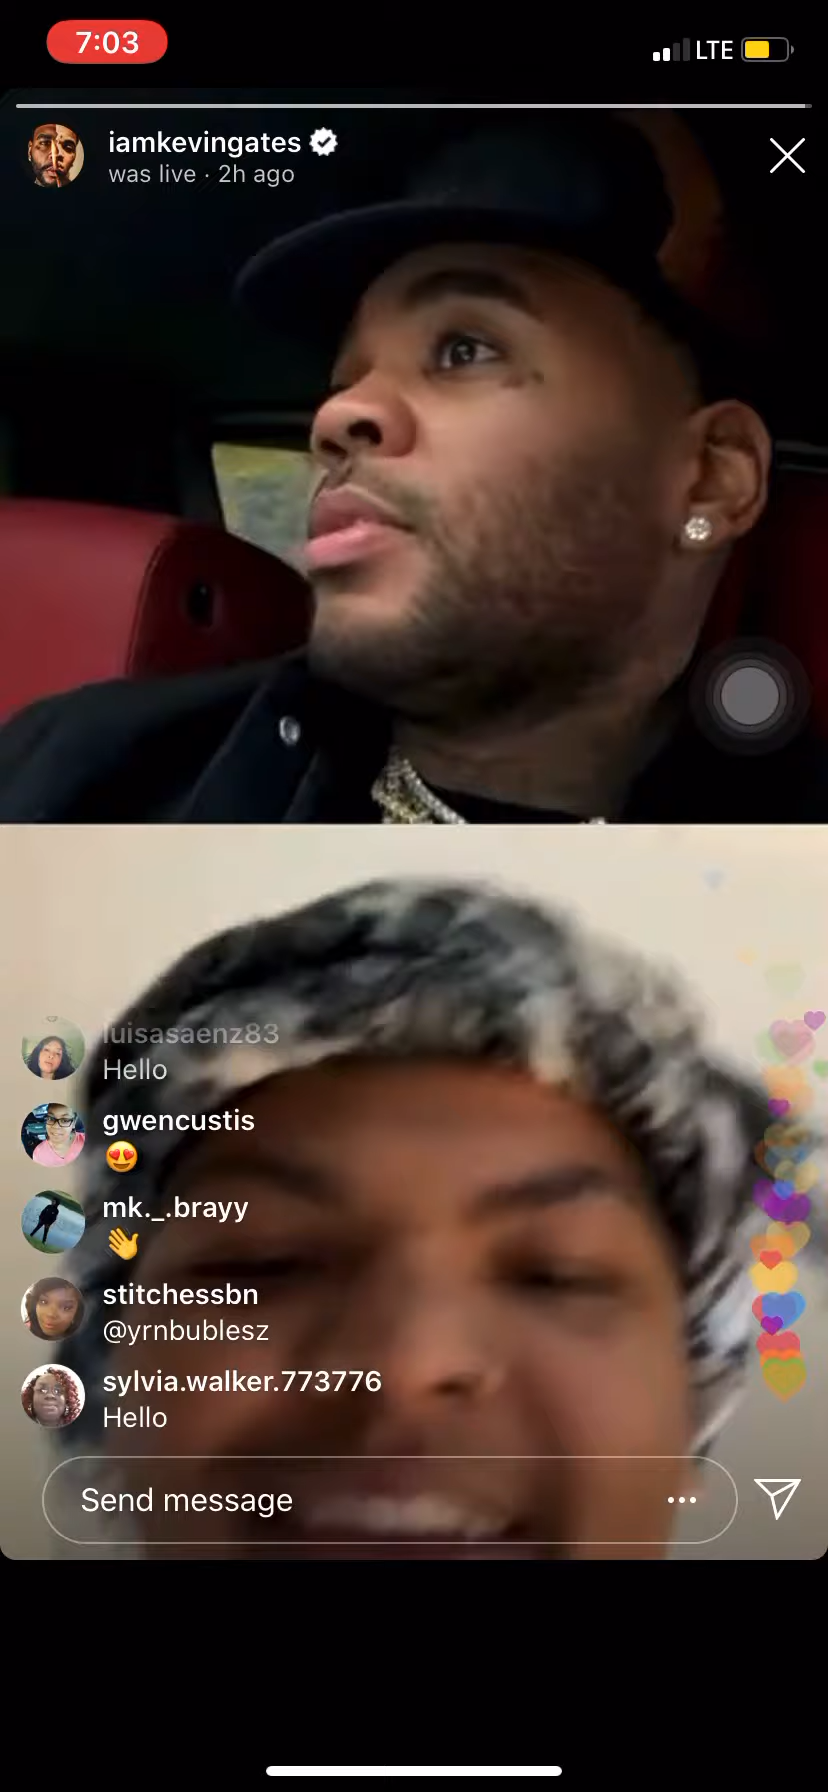 7:03
LTE
iamkevingates
was live · 2h ago
luisasaenz83
Hello
gwencustis
😍
mk._.brayy
👋
stitchessbn
@yrnbublesz
sylvia.walker.773776
Hello
Send message